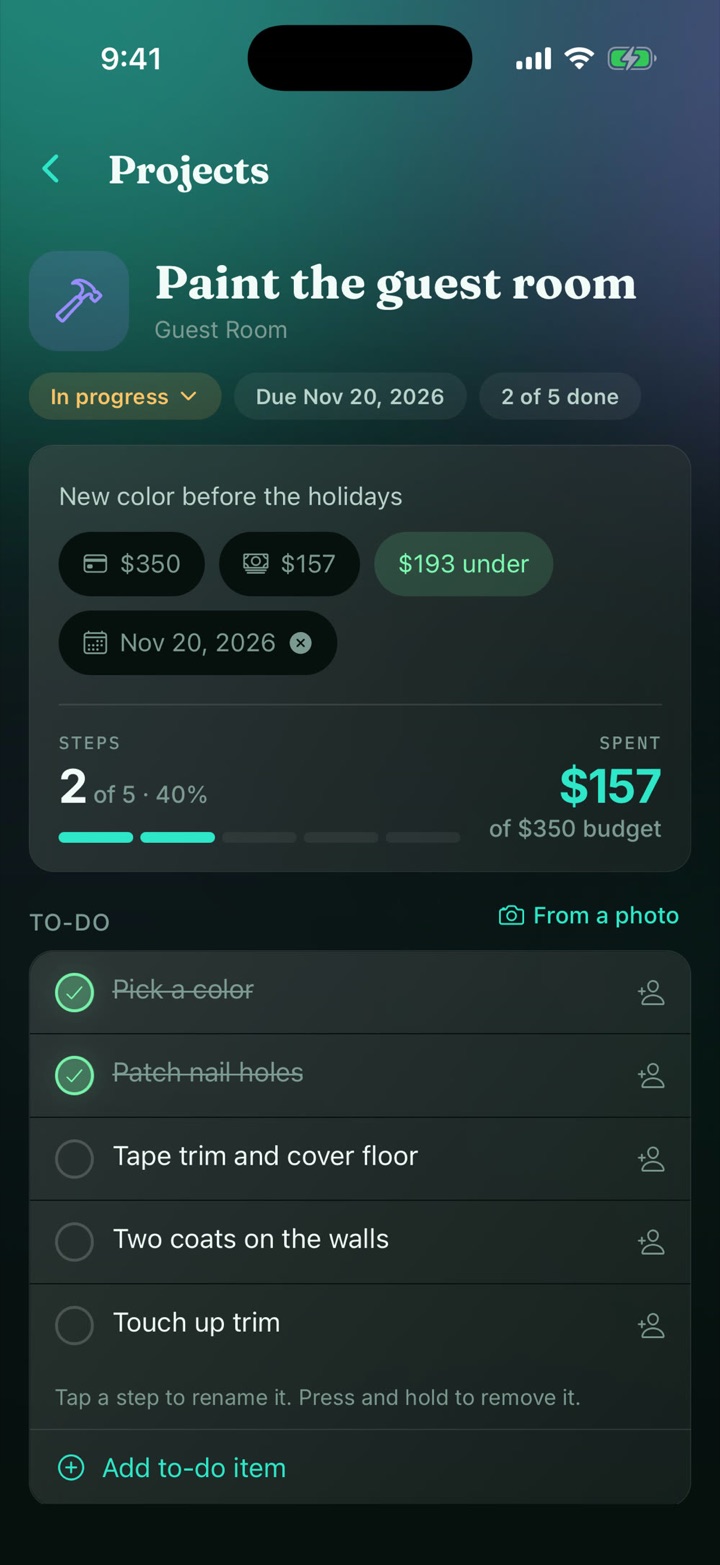 9:41
Projects
Paint the guest room
Guest Room
In progress
Due Nov 20, 2026
2 of 5 done
New color before the holidays
$350
$157
$193 under
Nov 20, 2026
STEPS
2 of 5 · 40%
SPENT
$157
of $350 budget
TO-DO
From a photo
Pick a color
Patch nail holes
Tape trim and cover floor
Two coats on the walls
Touch up trim
Tap a step to rename it. Press and hold to remove it.
Add to-do item